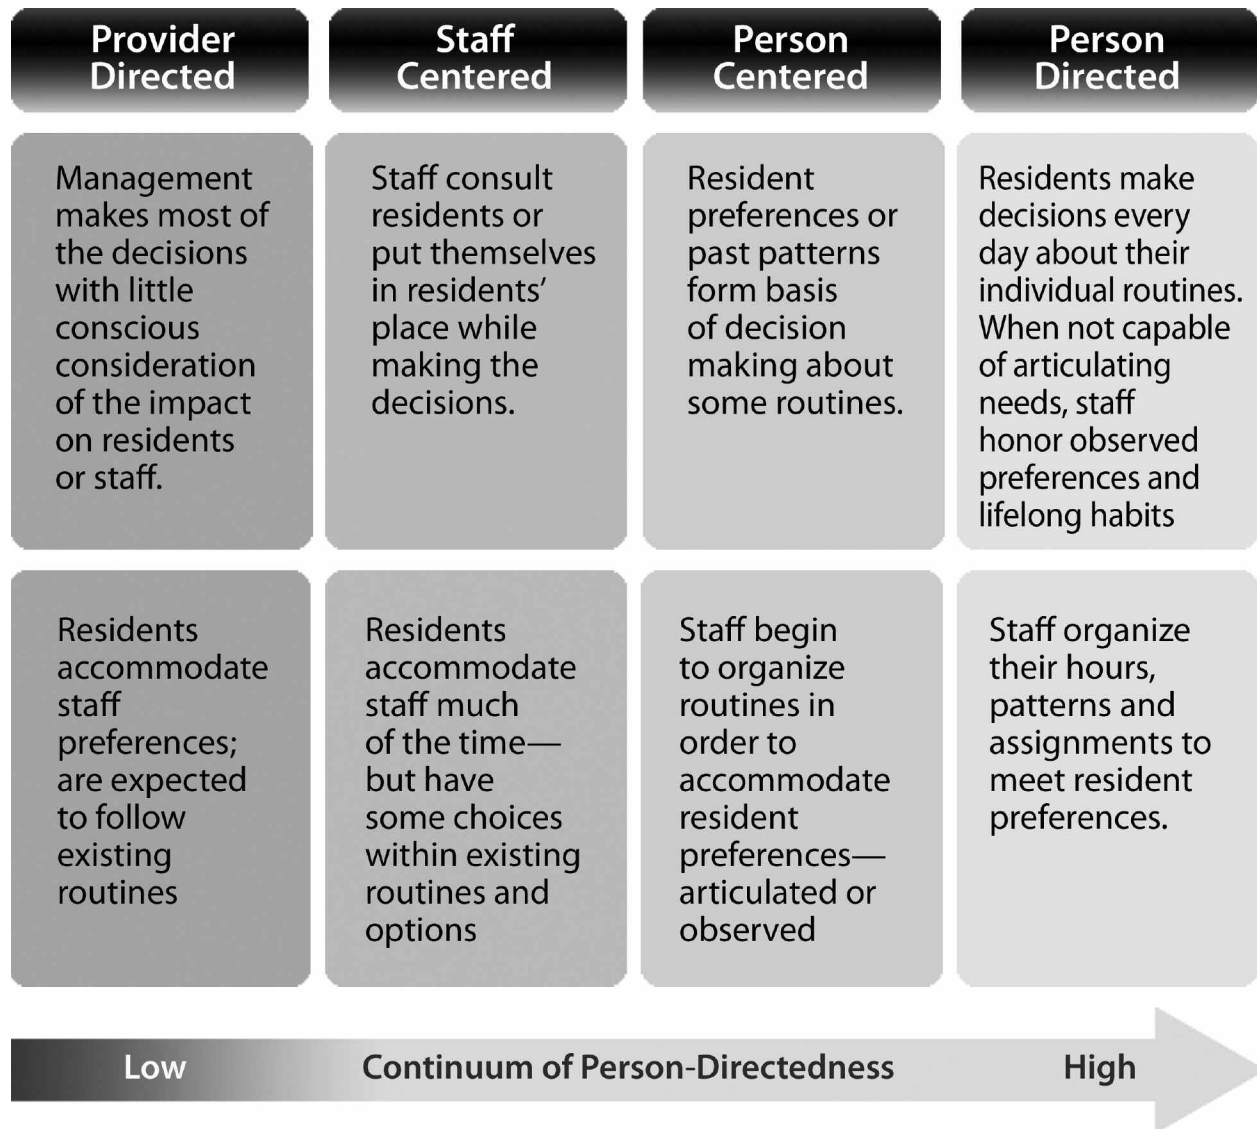 Provider
Directed
Staff
Centered
Person
Centered
Person
Directed
Management
makes most of
the decisions
with little
conscious
consideration
of the impact
on residents
or staff.
Staff consult
residents or
put themselves
in residents’
place while
making the
decisions.
Resident
preferences or
past patterns
form basis
of decision
making about
some routines.
Residents make
decisions every
day about their
individual routines.
When not capable
of articulating
needs, staff
honor observed
preferences and
lifelong habits
Residents
accommodate
staff
preferences;
are expected
to follow
existing
routines
Residents
accommodate
staff much
of the time—
but have
some choices
within existing
routines and
options
Staff begin
to organize
routines in
order to
accommodate
resident
preferences—
articulated or
observed
Staff organize
their hours,
patterns and
assignments to
meet resident
preferences.
Low Continuum of Person-Directedness High